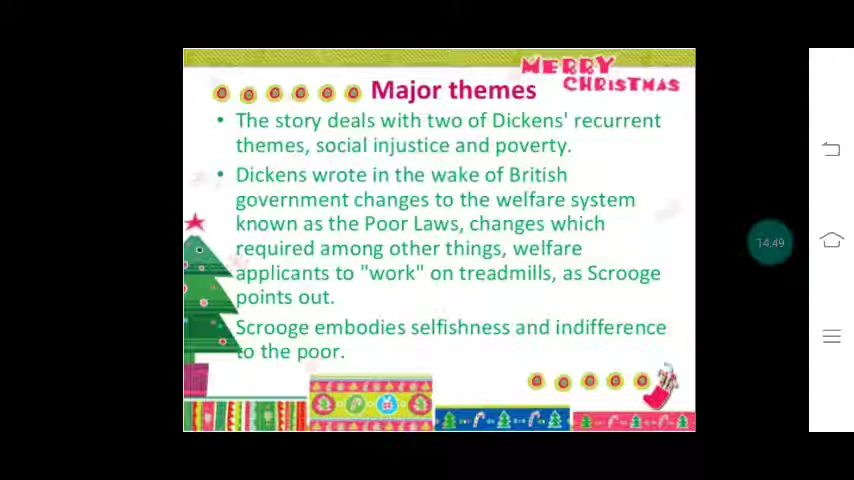 MERRY
CHRISTMAS
Major themes
• The story deals with two of Dickens' recurrent
themes, social injustice and poverty.
• Dickens wrote in the wake of British
government changes to the welfare system
known as the Poor Laws, changes which
required among other things, welfare
applicants to "work" on treadmills, as Scrooge
points out.
Scrooge embodies selfishness and indifference
to the poor.
14:49